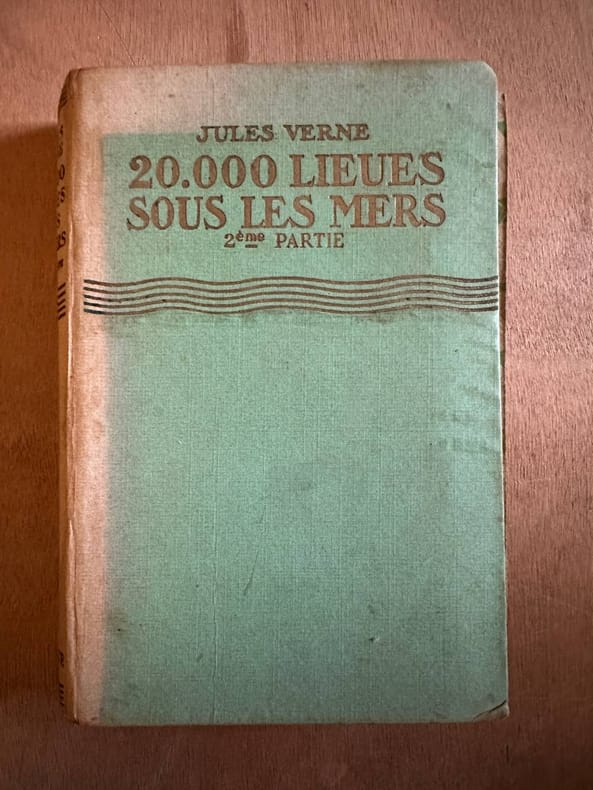 JULES VERNE
20.000 LIEUES
SOUS LES MERS
2ème PARTIE